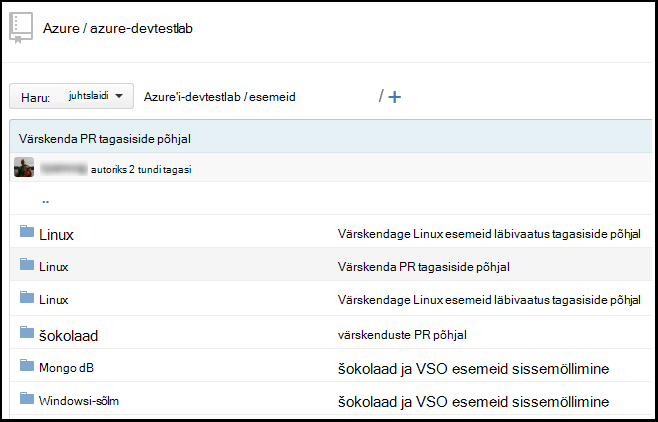 Azure / azure-devtestlab
Haru: juhtslaidi Azure'i-devtestlab / esemeid / +
Värskenda PR tagasiside põhjal
autoriks 2 tundi tagasi
..
Linux Värskendage Linux esemeid läbivaatus tagasiside põhjal
Linux Värskenda PR tagasiside põhjal
Linux Värskendage Linux esemeid läbivaatus tagasiside põhjal
šokolaad värskenduste PR põhjal
Mongo dB šokolaad ja VSO esemeid sissemöllimine
Windowsi-sõlm šokolaad ja VSO esemeid sissemöllimine